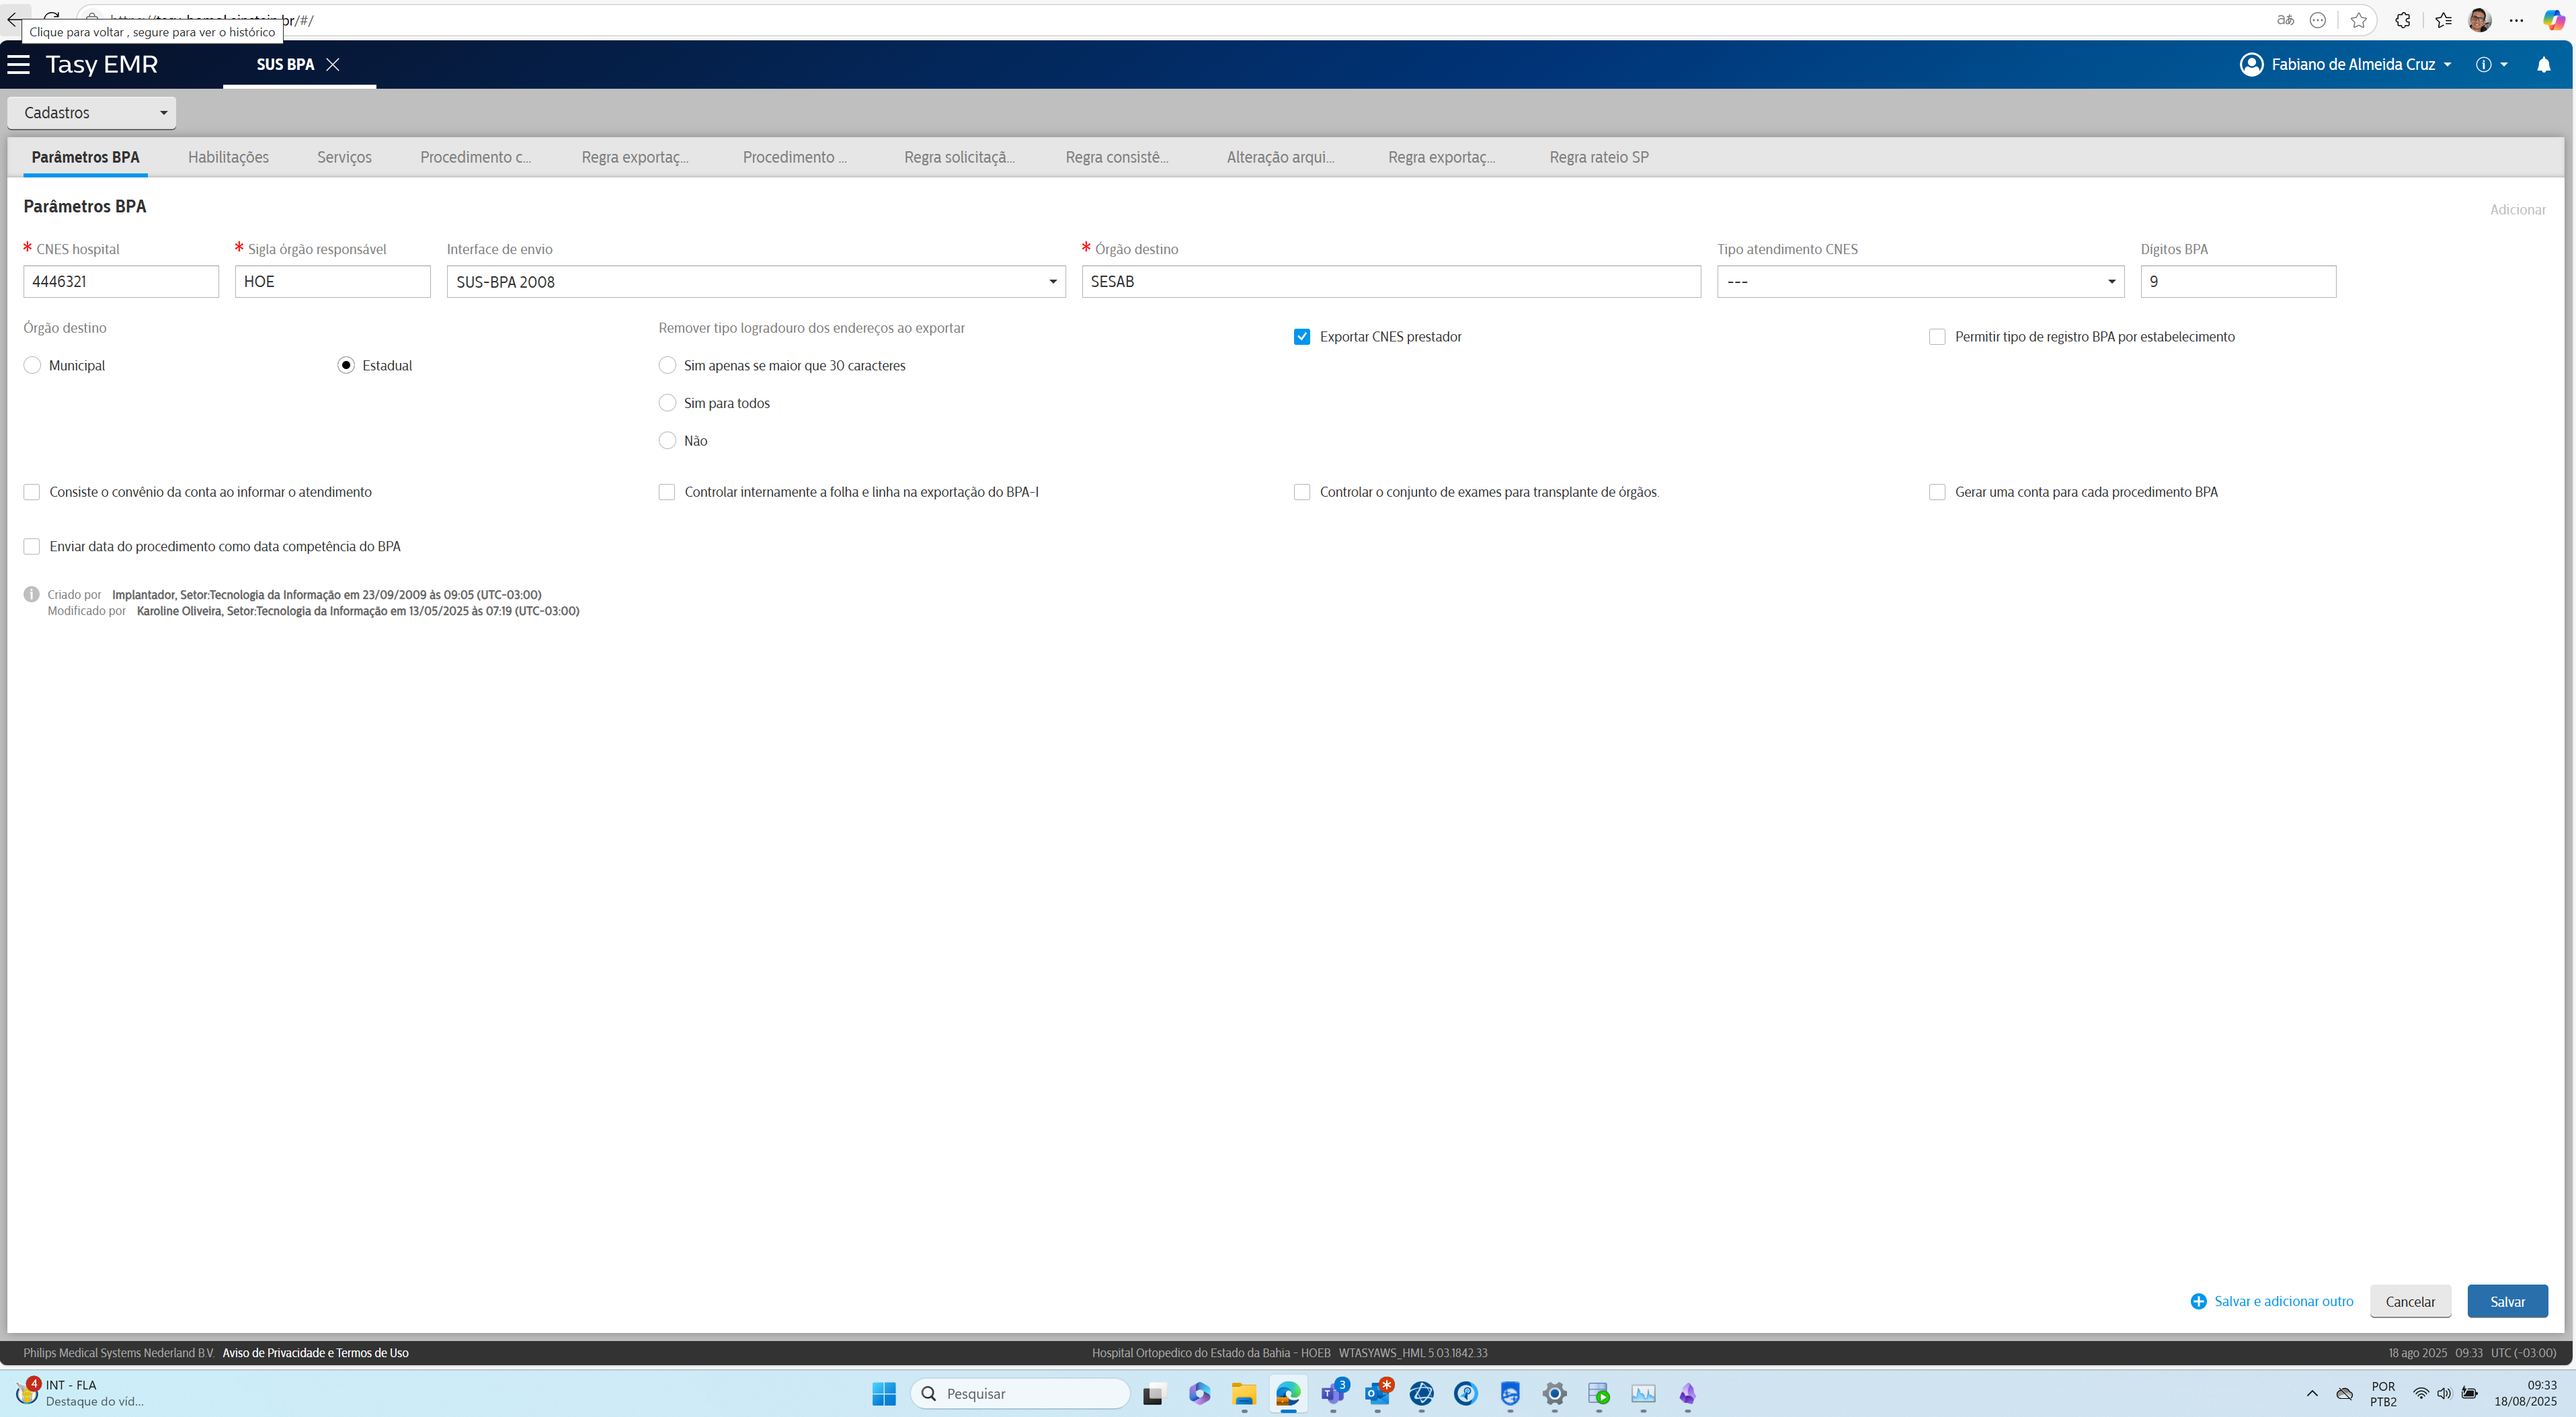 br/#/
Clique para voltar , segure para ver o histórico
Tasy EMR
SUS BPA
Fabiano de Almeida Cruz
Cadastros
Parâmetros BPA
Habilitações
Serviços
Procedimento c...
Regra exportaç...
Procedimento ...
Regra solicitaçã...
Regra consistê...
Alteração arqui...
Regra exportaç...
Regra rateio SP
Parâmetros BPA
Adicionar
* CNES hospital
* Sigla órgão responsável
Interface de envio
* Órgão destino
Tipo atendimento CNES
Dígitos BPA
4446321
HOE
SUS-BPA 2008
SESAB
---
9
Órgão destino
Remover tipo logradouro dos endereços ao exportar
Exportar CNES prestador
Permitir tipo de registro BPA por estabelecimento
Municipal
Estadual
Sim apenas se maior que 30 caracteres
Sim para todos
Não
Consiste o convênio da conta ao informar o atendimento
Controlar internamente a folha e linha na exportação do BPA-I
Controlar o conjunto de exames para transplante de órgãos.
Gerar uma conta para cada procedimento BPA
Enviar data do procedimento como data competência do BPA
Criado por Implantador, Setor:Tecnologia da Informação em 23/09/2009 às 09:05 (UTC-03:00)
Modificado por Karoline Oliveira, Setor:Tecnologia da Informação em 13/05/2025 às 07:19 (UTC-03:00)
Salvar e adicionar outro
Cancelar
Salvar
Philips Medical Systems Nederland B.V. Aviso de Privacidade e Termos de Uso
Hospital Ortopedico do Estado da Bahia - HOEB WTASYAWS_HML 5.03.1842.33
18 ago 2025 09:33 UTC (-03:00)
4
INT - FLA
Destaque do víd...
Pesquisar
3
POR
PTB2
09:33
18/08/2025